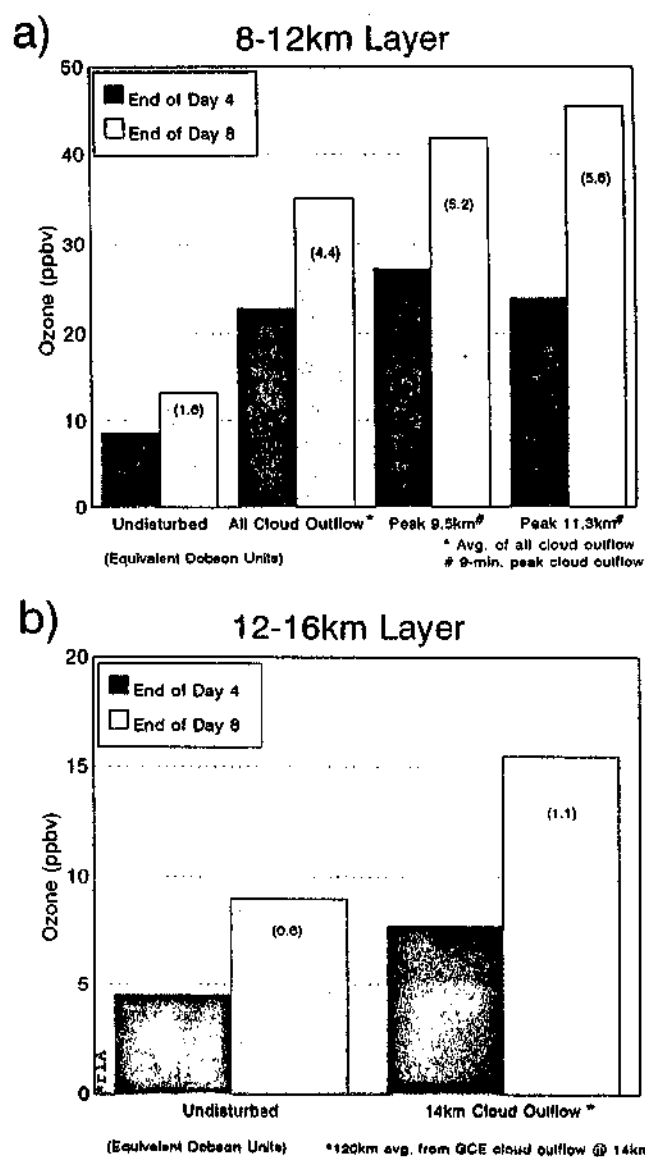 a) 8-12km Layer
50
40
30
20
10
0
Ozone (ppbv)
End of Day 4
End of Day 8
(1.6)
(4.4)
(5.2)
(5.6)
Undisturbed All Cloud Outflow* Peak 9.5km# Peak 11.3km#
(Equivalent Dobson Units)
* Avg. of all cloud outflow
# 9-min. peak cloud outflow
b) 12-16km Layer
20
15
10
5
0
Ozone (ppbv)
End of Day 4
End of Day 8
(0.6)
(1.1)
Undisturbed 14km Cloud Outflow *
(Equivalent Dobson Units) *120km avg. from GCE cloud outflow @ 14km